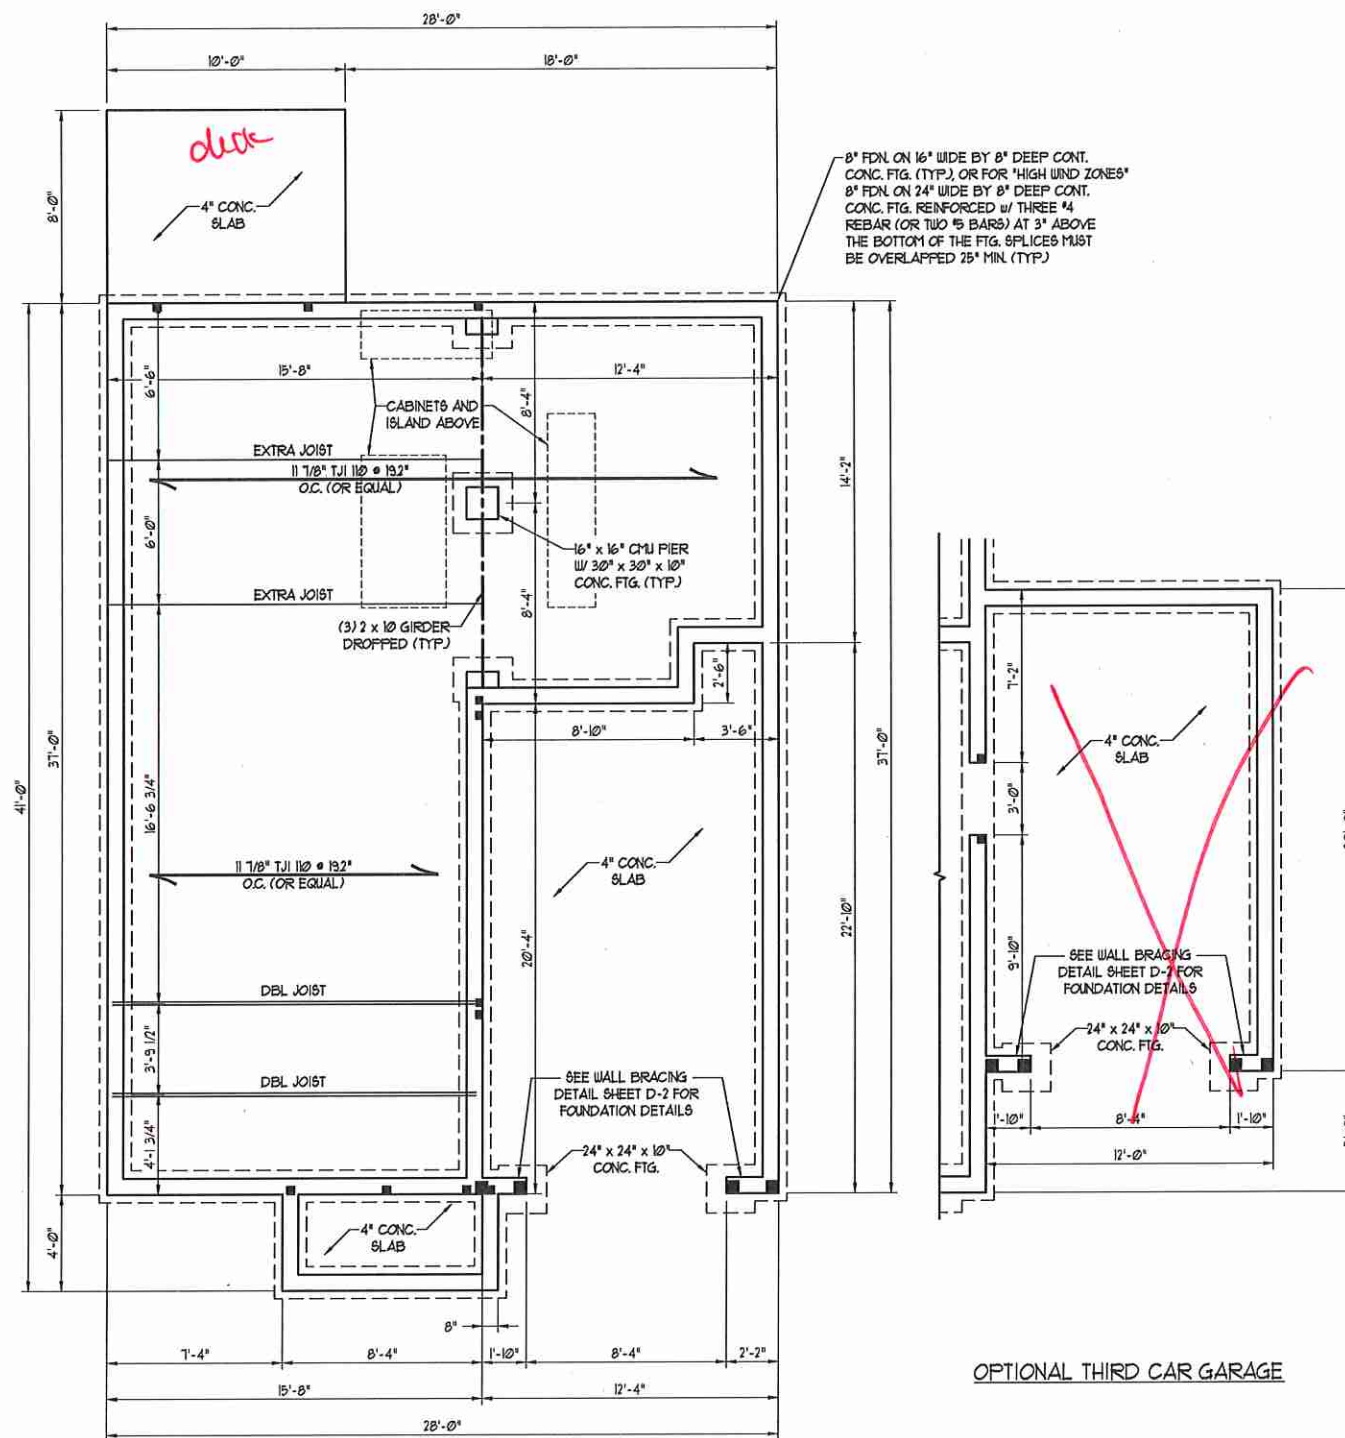 28'-0"
10'-0"
18'-0"
deck
8'-0"
4" CONC.
SLAB
8" FDN. ON 16" WIDE BY 8" DEEP CONT.
CONC. FTG. (TYP.), OR FOR "HIGH WIND ZONES"
8" FDN. ON 24" WIDE BY 8" DEEP CONT.
CONC. FTG. REINFORCED W/ THREE #4
REBAR (OR TWO #5 BARS) AT 3" ABOVE
THE BOTTOM OF THE FTG. SPLICES MUST
BE OVERLAPPED 25" MIN. (TYP.)
6'-6"
15'-8"
12'-4"
8'-4"
CABINETS AND
ISLAND ABOVE
EXTRA JOIST
11 7/8" TJI 110 @ 19.2"
O.C. (OR EQUAL)
14'-2"
6'-0"
16" x 16" CMU PIER
W/ 30" x 30" x 10"
CONC. FTG. (TYP.)
EXTRA JOIST
8'-4"
(3) 2 x 10 GIRDER
DROPPED (TYP.)
2'-6"
8'-10"
3'-6"
41'-0"
37'-0"
37'-0"
16'-6 3/4"
11 7/8" TJI 110 @ 19.2"
O.C. (OR EQUAL)
4" CONC.
SLAB
20'-4"
22'-10"
DBL JOIST
3'-9 1/2"
DBL JOIST
4'-1 3/4"
SEE WALL BRACING
DETAIL SHEET D-2 FOR
FOUNDATION DETAILS
24" x 24" x 10"
CONC. FTG.
4" CONC.
SLAB
4'-0"
8"
7'-4"
8'-4"
1'-10"
8'-4"
2'-2"
15'-8"
12'-4"
28'-0"
7'-2"
4" CONC.
SLAB
3'-0"
9'-10"
SEE WALL BRACING
DETAIL SHEET D-2 FOR
FOUNDATION DETAILS
24" x 24" x 10"
CONC. FTG.
1'-10"
8'-4"
1'-10"
12'-0"
OPTIONAL THIRD CAR GARAGE